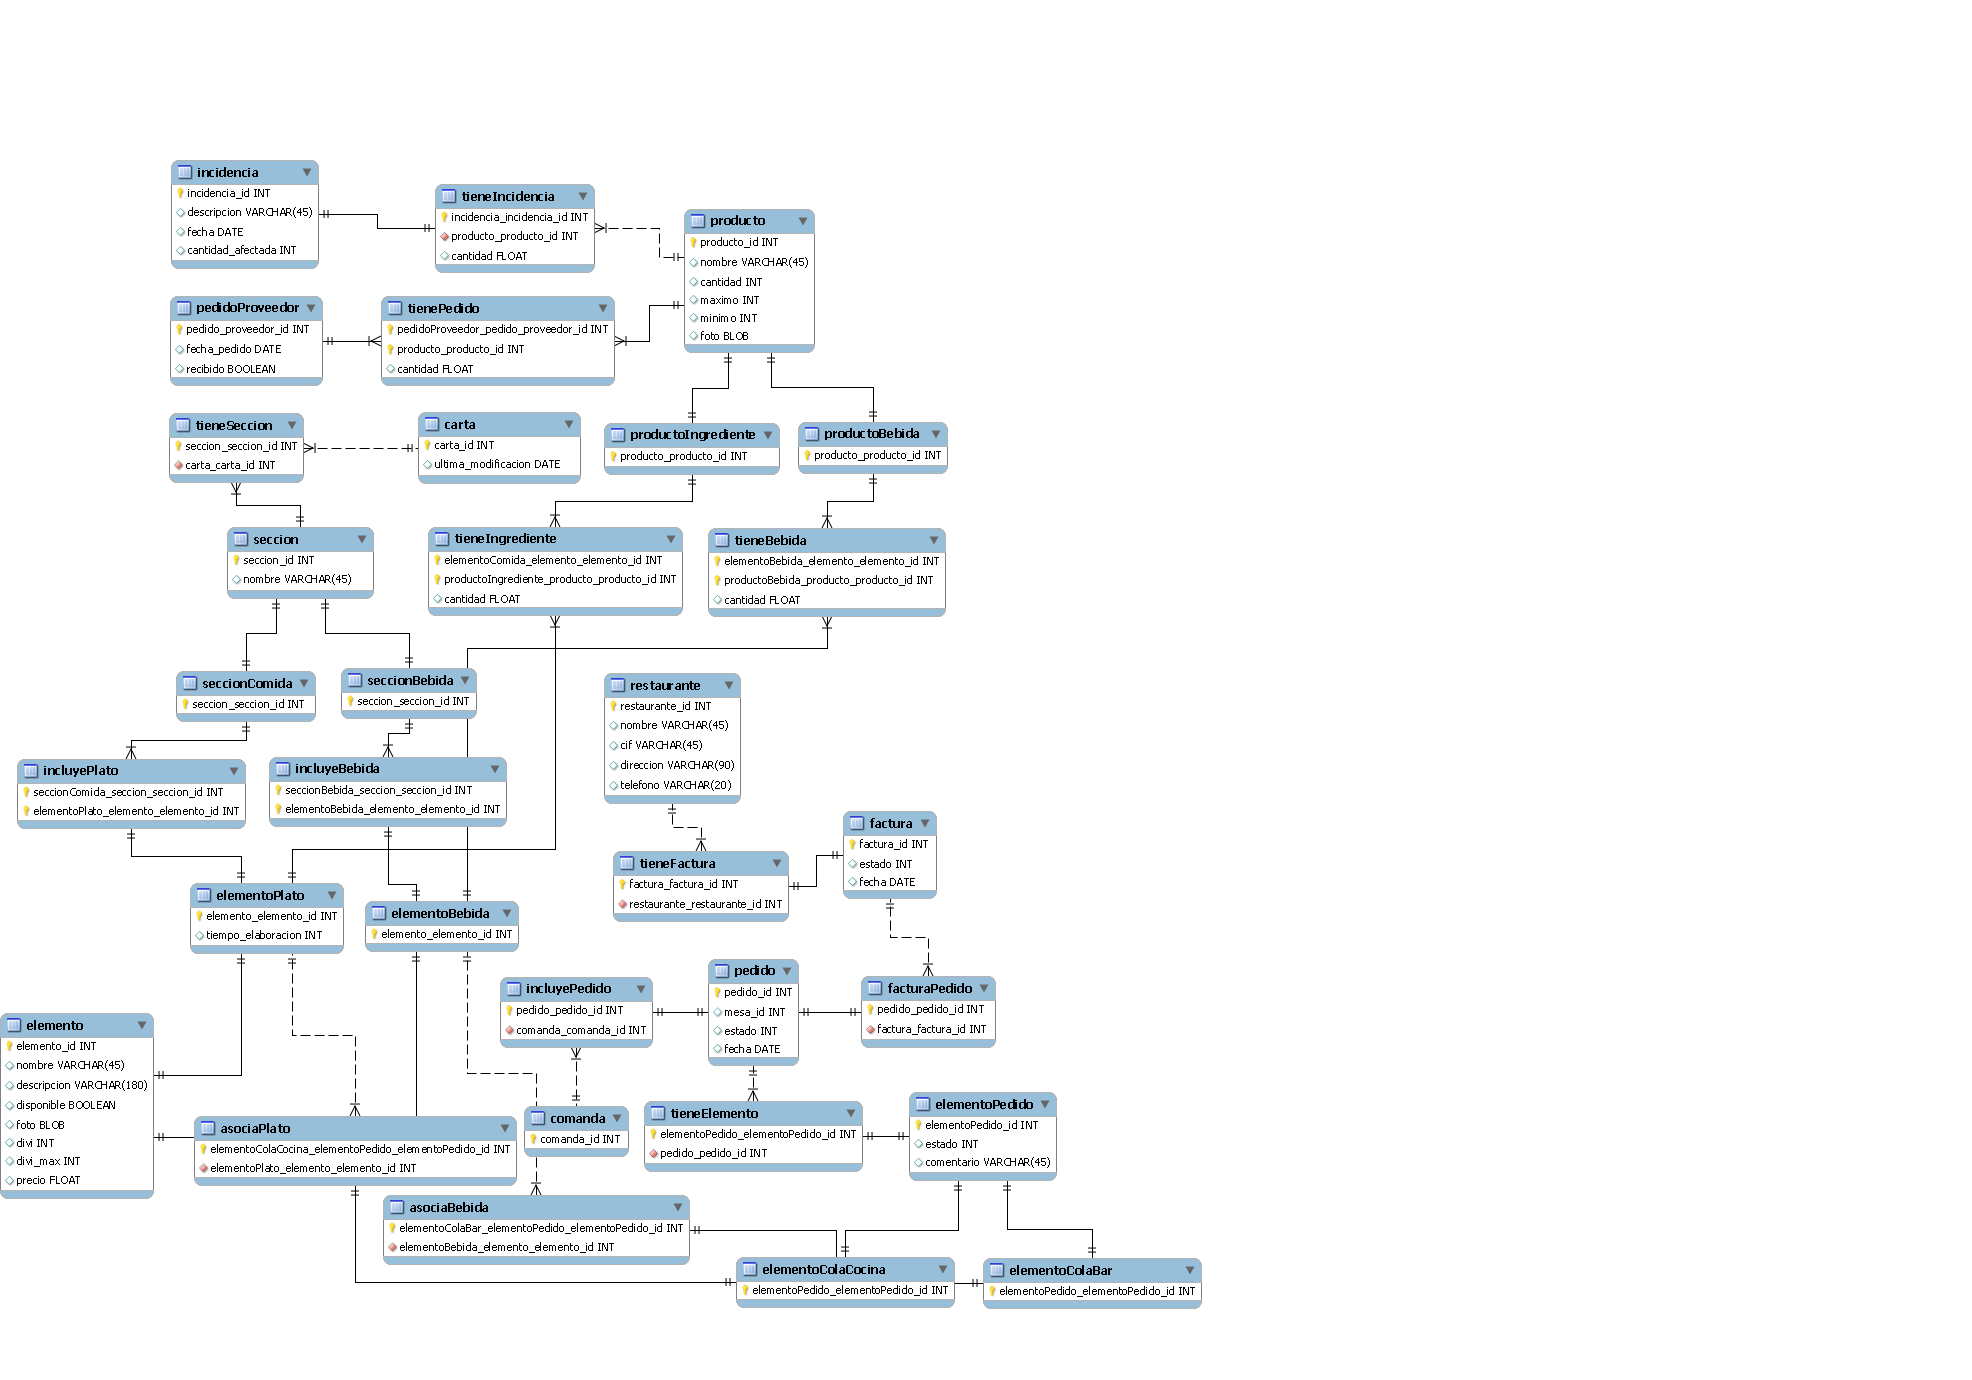 incidencia
incidencia_id INT
descripcion VARCHAR(45)
fecha DATE
cantidad_afectada INT
tieneIncidencia
incidencia_incidencia_id INT
producto_producto_id INT
cantidad FLOAT
producto
producto_id INT
nombre VARCHAR(45)
cantidad INT
maximo INT
minimo INT
foto BLOB
pedidoProveedor
pedido_proveedor_id INT
fecha_pedido DATE
recibido BOOLEAN
tienePedido
pedidoProveedor_pedido_proveedor_id INT
producto_producto_id INT
cantidad FLOAT
tieneSeccion
seccion_seccion_id INT
carta_carta_id INT
carta
carta_id INT
ultima_modificacion DATE
productoIngrediente
producto_producto_id INT
productoBebida
producto_producto_id INT
seccion
seccion_id INT
nombre VARCHAR(45)
tieneIngrediente
elementoComida_elemento_elemento_id INT
productoIngrediente_producto_producto_id INT
cantidad FLOAT
tieneBebida
elementoBebida_elemento_elemento_id INT
productoBebida_producto_producto_id INT
cantidad FLOAT
seccionComida
seccion_seccion_id INT
seccionBebida
seccion_seccion_id INT
restaurante
restaurante_id INT
nombre VARCHAR(45)
cif VARCHAR(45)
direccion VARCHAR(90)
telefono VARCHAR(20)
incluyePlato
seccionComida_seccion_seccion_id INT
elementoPlato_elemento_elemento_id INT
incluyeBebida
seccionBebida_seccion_seccion_id INT
elementoBebida_elemento_elemento_id INT
factura
factura_id INT
estado INT
fecha DATE
tieneFactura
factura_factura_id INT
restaurante_restaurante_id INT
elementoPlato
elemento_elemento_id INT
tiempo_elaboracion INT
elementoBebida
elemento_elemento_id INT
incluyePedido
pedido_pedido_id INT
comanda_comanda_id INT
pedido
pedido_id INT
mesa_id INT
estado INT
fecha DATE
facturaPedido
pedido_pedido_id INT
factura_factura_id INT
elemento
elemento_id INT
nombre VARCHAR(45)
descripcion VARCHAR(180)
disponible BOOLEAN
foto BLOB
divi INT
divi_max INT
precio FLOAT
asociaPlato
elementoColaCocina_elementoPedido_elementoPedido_id INT
elementoPlato_elemento_elemento_id INT
comanda
comanda_id INT
tieneElemento
elementoPedido_elementoPedido_id INT
pedido_pedido_id INT
elementoPedido
elementoPedido_id INT
estado INT
comentario VARCHAR(45)
asociaBebida
elementoColaBar_elementoPedido_elementoPedido_id INT
elementoBebida_elemento_elemento_id INT
elementoColaCocina
elementoPedido_elementoPedido_id INT
elementoColaBar
elementoPedido_elementoPedido_id INT